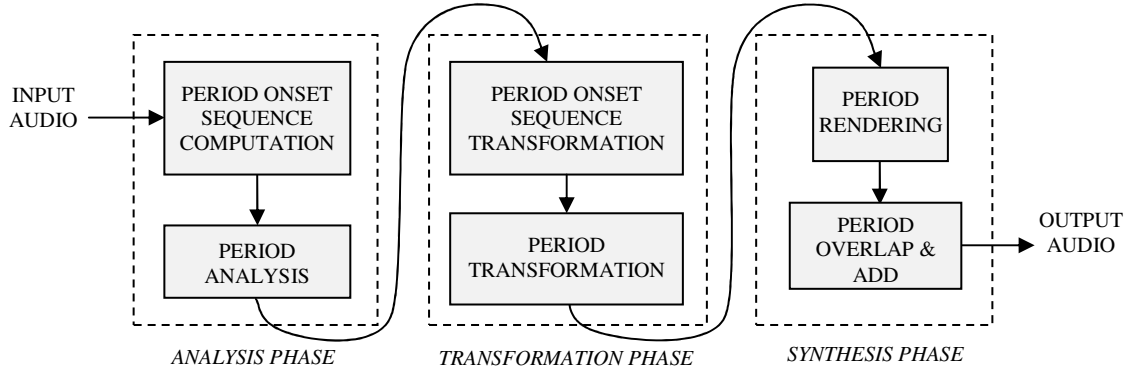 INPUT
AUDIO
PERIOD ONSET
SEQUENCE
COMPUTATION
PERIOD
ANALYSIS
ANALYSIS PHASE
PERIOD ONSET
SEQUENCE
TRANSFORMATION
PERIOD
TRANSFORMATION
TRANSFORMATION PHASE
PERIOD
RENDERING
PERIOD
OVERLAP &
ADD
SYNTHESIS PHASE
OUTPUT
AUDIO